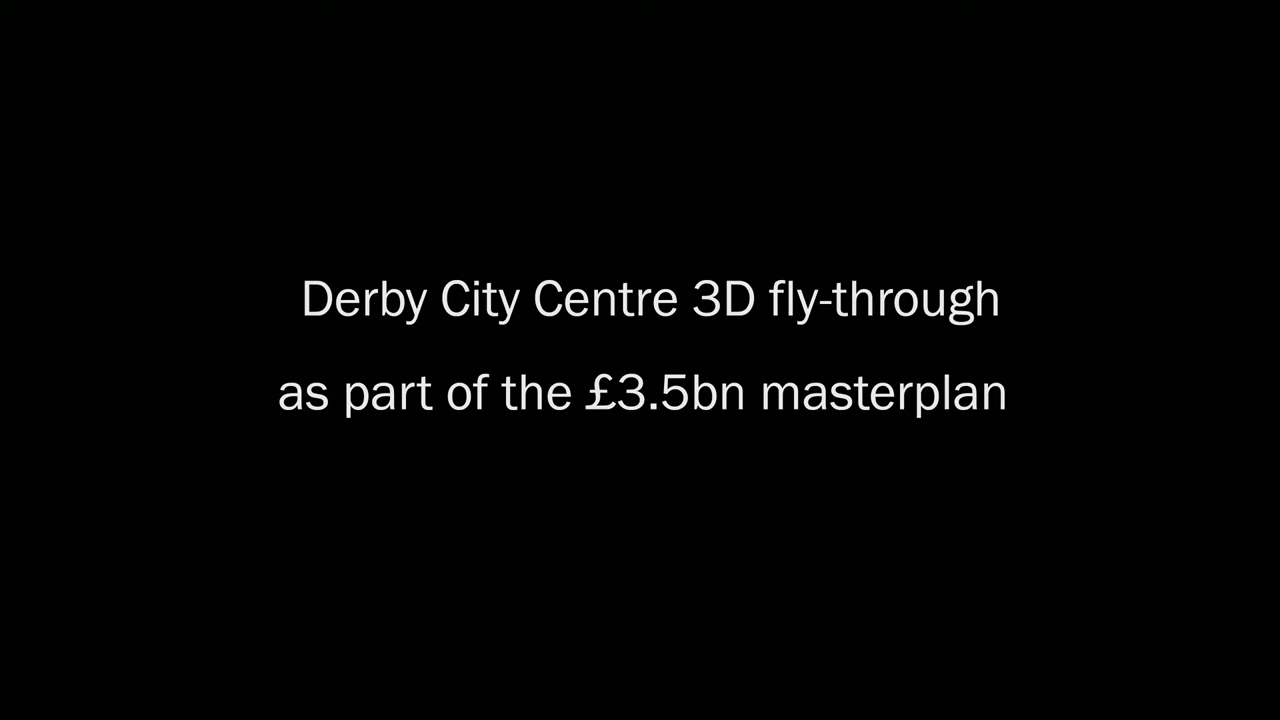 Derby City Centre 3D fly-through
as part of the £3.5bn masterplan